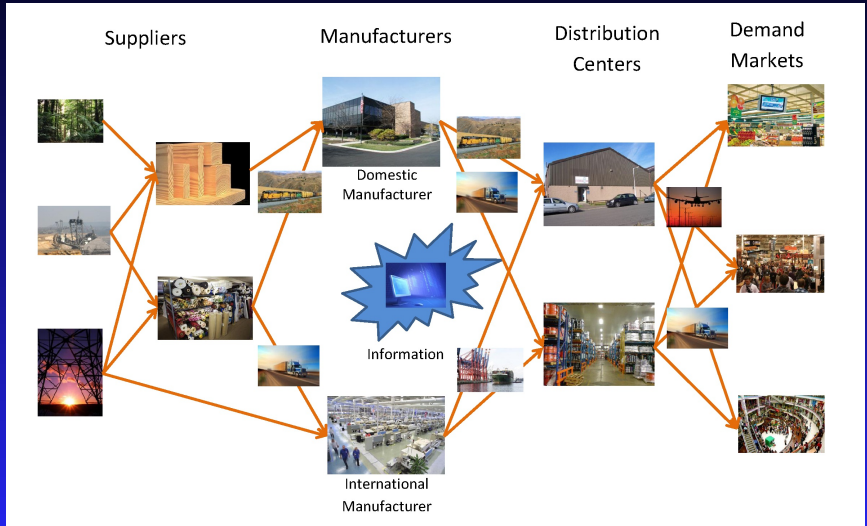 Suppliers
Manufacturers
Distribution
Centers
Demand
Markets
Domestic
Manufacturer
Information
International
Manufacturer